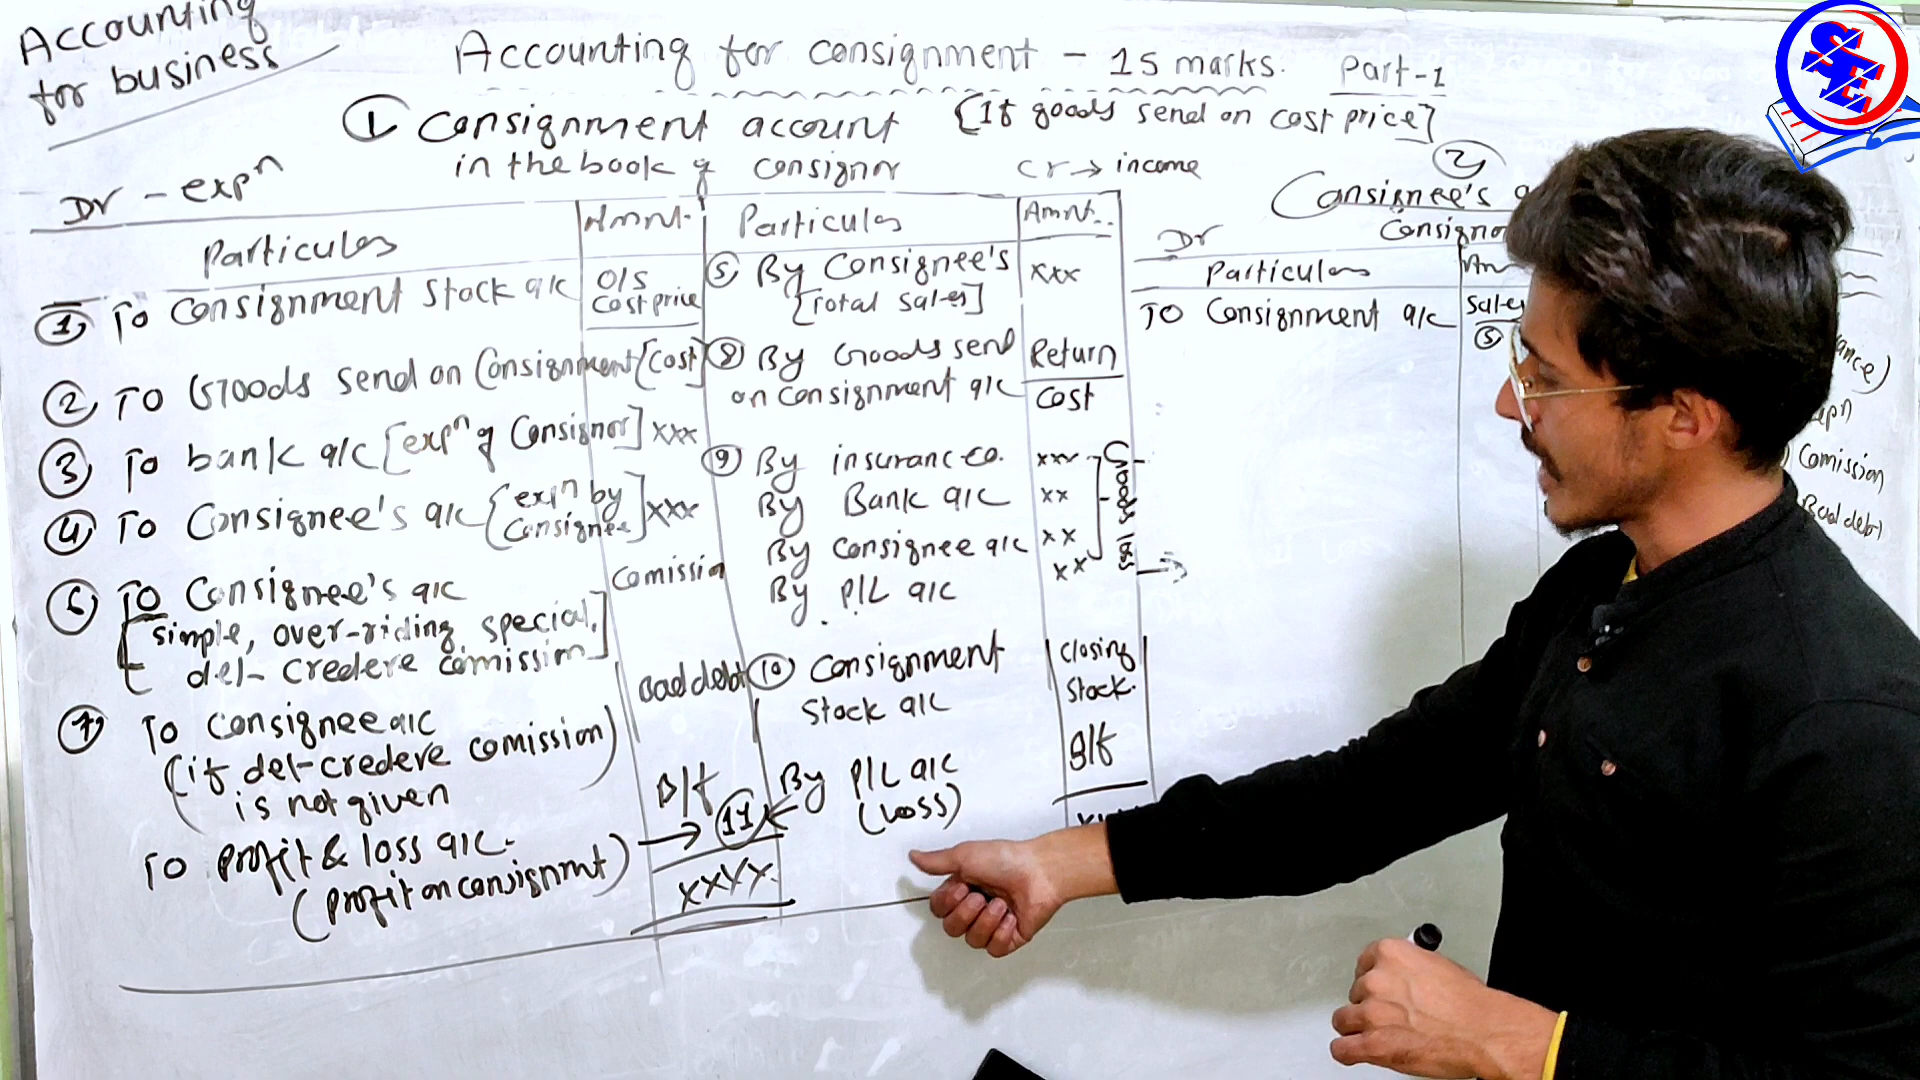 Accounting
for business
Accounting for consignment - 15 marks. Part-1
① Consignment account [If goods send on cost price]
in the book of consignor
Dr - expn
Cr → income
Particulars Amnt. Particulars Amnt..
① To Consignment Stock a/c O/S
cost price
② To Goods send on Consignment [cost]
③ To bank a/c [expn of Consignor] xxx
④ To Consignee's a/c [expn by
Consignee] xxx
⑥ To Consignee's a/c Comission
[simple, over-riding, special,
del-credere comission]
⑦ To Consignee a/c Bad debt
(if del-credere comission)
is not given
To profit & loss a/c. B/f
(profit on consignmt) → ⑪
xxxx.
⑤ By Consignee's xxx
[Total sales]
⑧ By Goods send Return
on consignment a/c cost
⑨ By insurance co. xxx
By Bank a/c xx
By Consignee a/c xx
By P/L a/c xx
Goods loss
⑩ Consignment Closing
Stock a/c Stock.
By P/L a/c B/f
(Loss)
②
Consignee's
Consigno
Dr
Particulars Am
To Consignment a/c Sales
⑤
ance)
Comission
Bad debt
SEE